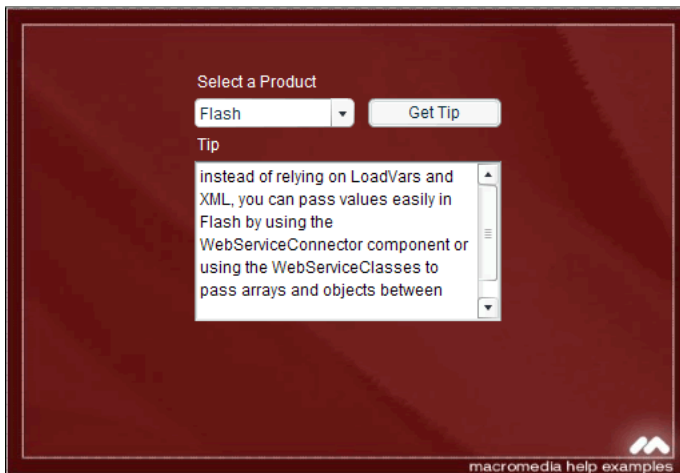 Select a Product
Flash
Get Tip
Tip
instead of relying on LoadVars and
XML, you can pass values easily in
Flash by using the
WebServiceConnector component or
using the WebServiceClasses to
pass arrays and objects between
macromedia help examples